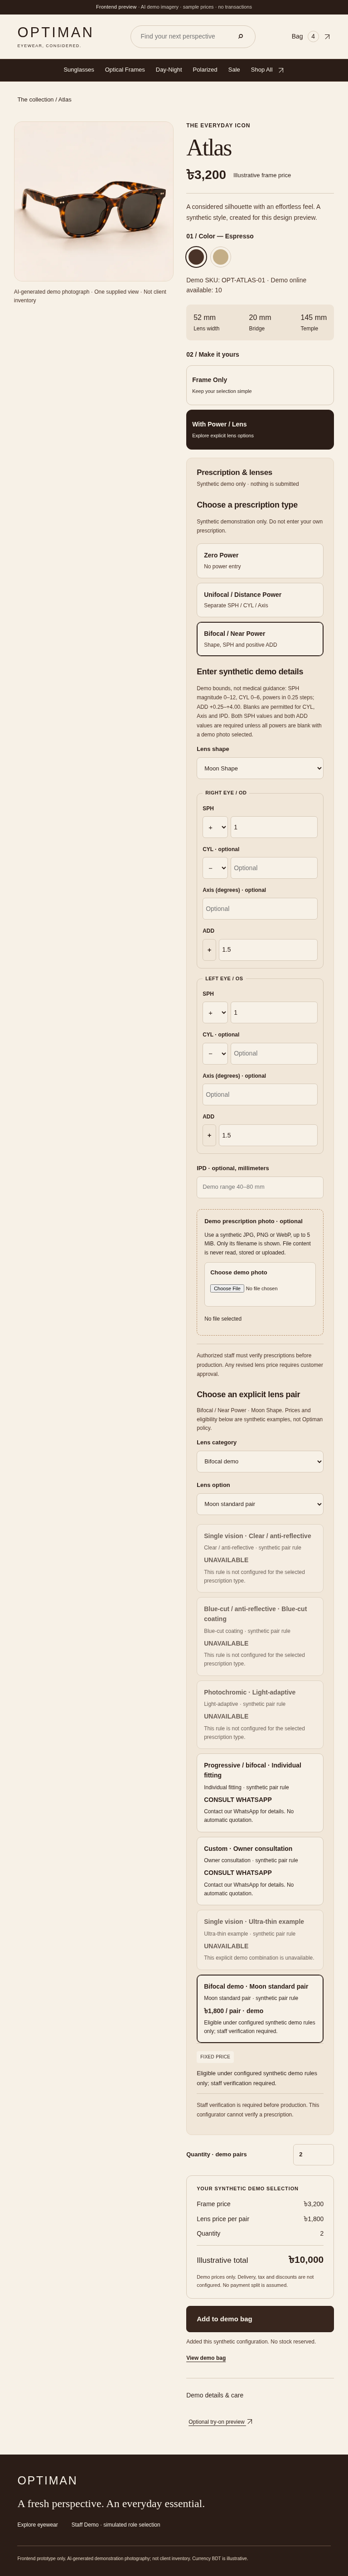 Frontend preview · AI demo imagery · sample prices · no transactions
OPTIMAN
EYEWEAR, CONSIDERED.
Find your next perspective
Bag 4
Sunglasses Optical Frames Day-Night Polarized Sale Shop All
The collection / Atlas
AI-generated demo photograph · One supplied view · Not client
inventory
THE EVERYDAY ICON
Atlas
৳3,200 Illustrative frame price
A considered silhouette with an effortless feel. A
synthetic style, created for this design preview.
01 / Color — Espresso
Demo SKU: OPT-ATLAS-01 · Demo online
available: 10
52 mm 20 mm 145 mm
Lens width Bridge Temple
02 / Make it yours
Frame Only
Keep your selection simple
With Power / Lens
Explore explicit lens options
Prescription & lenses
Synthetic demo only · nothing is submitted
Choose a prescription type
Synthetic demonstration only. Do not enter your own
prescription.
Zero Power
No power entry
Unifocal / Distance Power
Separate SPH / CYL / Axis
Bifocal / Near Power
Shape, SPH and positive ADD
Enter synthetic demo details
Demo bounds, not medical guidance: SPH
magnitude 0–12, CYL 0–6, powers in 0.25 steps;
ADD +0.25–+4.00. Blanks are permitted for CYL,
Axis and IPD. Both SPH values and both ADD
values are required unless all powers are blank with
a demo photo selected.
Lens shape
Moon Shape
RIGHT EYE / OD
SPH
+ 1
CYL · optional
− Optional
Axis (degrees) · optional
Optional
ADD
+ 1.5
LEFT EYE / OS
SPH
+ 1
CYL · optional
− Optional
Axis (degrees) · optional
Optional
ADD
+ 1.5
IPD · optional, millimeters
Demo range 40–80 mm
Demo prescription photo · optional
Use a synthetic JPG, PNG or WebP, up to 5
MiB. Only its filename is shown. File content
is never read, stored or uploaded.
Choose demo photo
Choose File No file chosen
No file selected
Authorized staff must verify prescriptions before
production. Any revised lens price requires customer
approval.
Choose an explicit lens pair
Bifocal / Near Power · Moon Shape. Prices and
eligibility below are synthetic examples, not Optiman
policy.
Lens category
Bifocal demo
Lens option
Moon standard pair
Single vision · Clear / anti-reflective
Clear / anti-reflective · synthetic pair rule
UNAVAILABLE
This rule is not configured for the selected
prescription type.
Blue-cut / anti-reflective · Blue-cut
coating
Blue-cut coating · synthetic pair rule
UNAVAILABLE
This rule is not configured for the selected
prescription type.
Photochromic · Light-adaptive
Light-adaptive · synthetic pair rule
UNAVAILABLE
This rule is not configured for the selected
prescription type.
Progressive / bifocal · Individual
fitting
Individual fitting · synthetic pair rule
CONSULT WHATSAPP
Contact our WhatsApp for details. No
automatic quotation.
Custom · Owner consultation
Owner consultation · synthetic pair rule
CONSULT WHATSAPP
Contact our WhatsApp for details. No
automatic quotation.
Single vision · Ultra-thin example
Ultra-thin example · synthetic pair rule
UNAVAILABLE
This explicit demo combination is unavailable.
Bifocal demo · Moon standard pair
Moon standard pair · synthetic pair rule
৳1,800 / pair · demo
Eligible under configured synthetic demo rules
only; staff verification required.
FIXED PRICE
Eligible under configured synthetic demo rules
only; staff verification required.
Staff verification is required before production. This
configurator cannot verify a prescription.
Quantity · demo pairs 2
YOUR SYNTHETIC DEMO SELECTION
Frame price ৳3,200
Lens price per pair ৳1,800
Quantity 2
Illustrative total ৳10,000
Demo prices only. Delivery, tax and discounts are not
configured. No payment split is assumed.
Add to demo bag
Added this synthetic configuration. No stock reserved.
View demo bag
Demo details & care
Optional try-on preview
OPTIMAN
A fresh perspective. An everyday essential.
Explore eyewear Staff Demo · simulated role selection
Frontend prototype only. AI-generated demonstration photography; not client inventory. Currency BDT is illustrative.